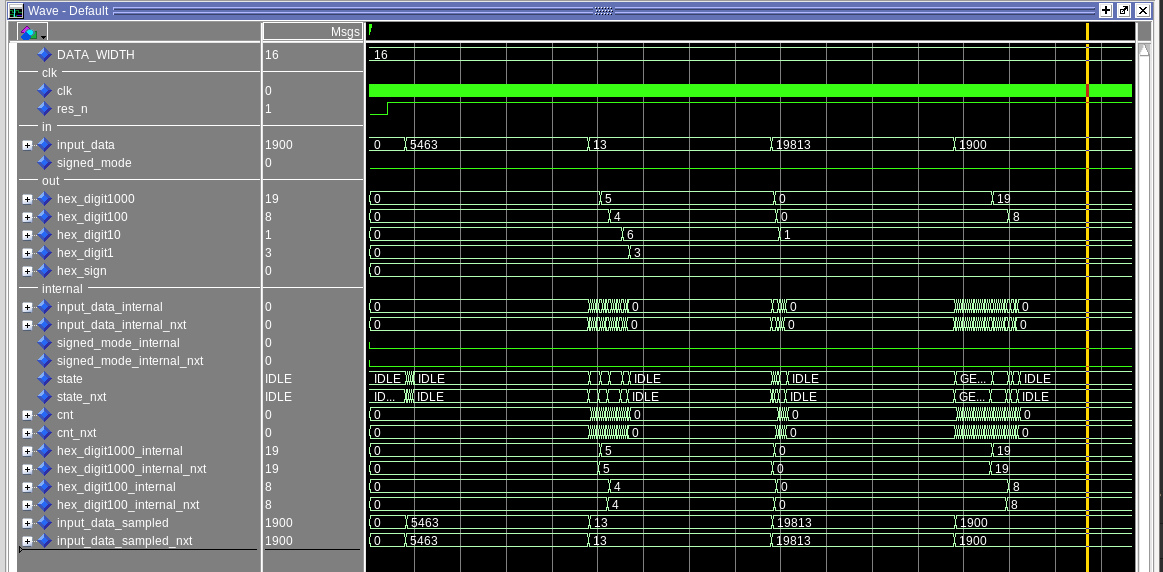 Wave - Default
Msgs
DATA_WIDTH 16 16
clk
clk 0
res_n 1
in
input_data 1900 0 5463 13 19813 1900
signed_mode 0
out
hex_digit1000 19 0 5 0 19
hex_digit100 8 0 4 0 8
hex_digit10 1 0 6 1
hex_digit1 3 0 3
hex_sign 0 0
internal
input_data_internal 0 0 0 0 0
input_data_internal_nxt 0 0 0 0 0
signed_mode_internal 0
signed_mode_internal_nxt 0
state IDLE IDLE IDLE IDLE IDLE GE... IDLE
state_nxt IDLE ID... IDLE IDLE IDLE GE... IDLE
cnt 0 0 0 0 0
cnt_nxt 0 0 0 0 0
hex_digit1000_internal 19 0 5 0 19
hex_digit1000_internal_nxt 19 0 5 0 19
hex_digit100_internal 8 0 4 0 8
hex_digit100_internal_nxt 8 0 4 0 8
input_data_sampled 1900 0 5463 13 19813 1900
input_data_sampled_nxt 1900 0 5463 13 19813 1900